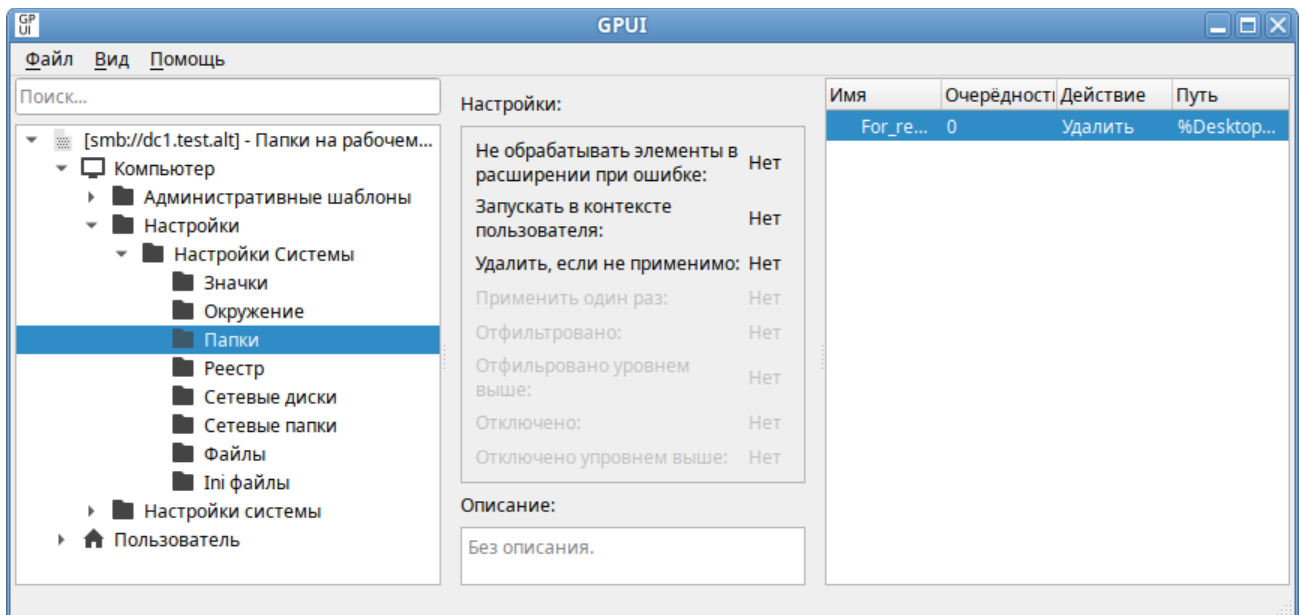 GPUI
GPUI
Файл Вид Помощь
Поиск...
[smb://dc1.test.alt] - Папки на рабочем...
Компьютер
Административные шаблоны
Настройки
Настройки Системы
Значки
Окружение
Папки
Реестр
Сетевые диски
Сетевые папки
Файлы
Ini файлы
Настройки системы
Пользователь
Настройки:
Не обрабатывать элементы в
расширении при ошибке: Нет
Запускать в контексте
пользователя: Нет
Удалить, если не применимо: Нет
Применить один раз: Нет
Отфильтровано: Нет
Отфильровано уровнем
выше: Нет
Отключено: Нет
Отключено упровнем выше: Нет
Описание:
Без описания.
Имя Очерёдность Действие Путь
For_re... 0 Удалить %Desktop...